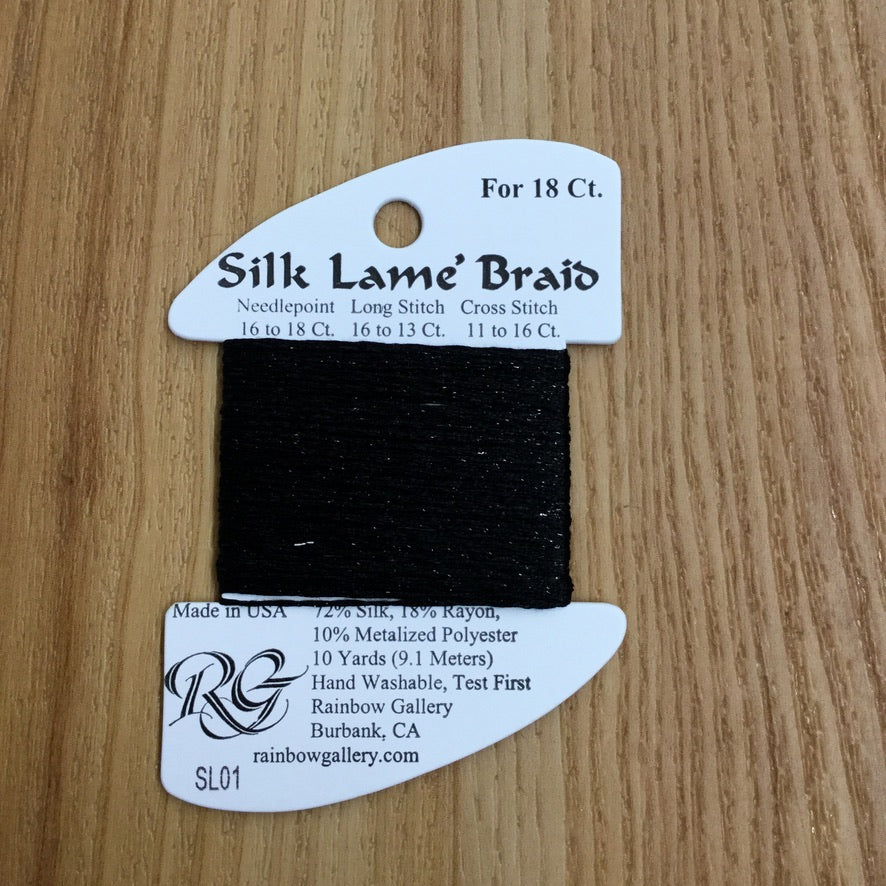 For 18 Ct.
Silk Lamé Braid
Needlepoint Long Stitch Cross Stitch
16 to 18 Ct. 16 to 13 Ct. 11 to 16 Ct.
Made in USA 72% Silk, 18% Rayon,
10% Metalized Polyester
10 Yards (9.1 Meters)
RG
Hand Washable, Test First
Rainbow Gallery
Burbank, CA
rainbowgallery.com
SL01